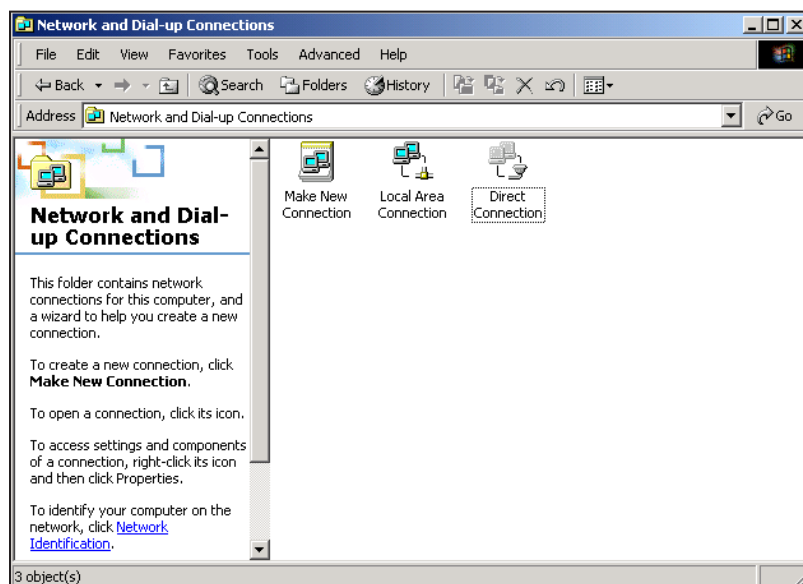 Network and Dial-up Connections
File Edit View Favorites Tools Advanced Help
Back Search Folders History
Address Network and Dial-up Connections Go
Network and Dial-
up Connections
This folder contains network
connections for this computer, and
a wizard to help you create a new
connection.
To create a new connection, click
Make New Connection.
To open a connection, click its icon.
To access settings and components
of a connection, right-click its icon
and then click Properties.
To identify your computer on the
network, click Network
Identification.
Make New
Connection
Local Area
Connection
Direct
Connection
3 object(s)